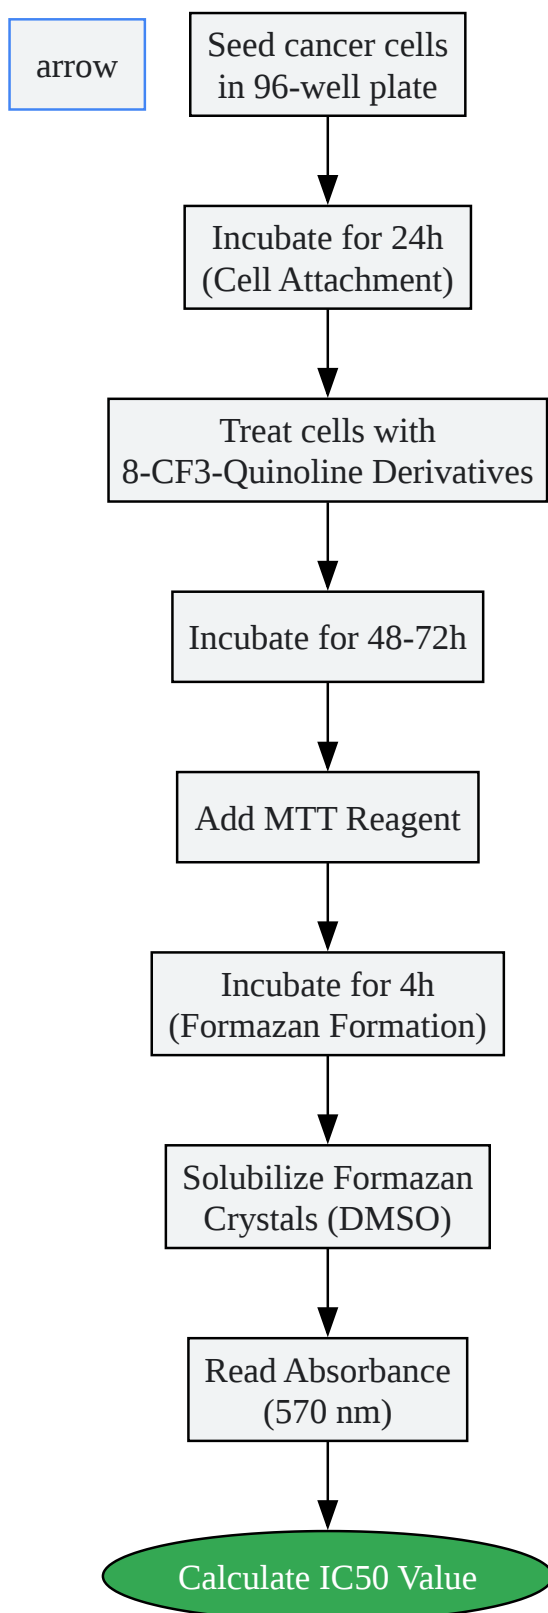 arrow
Seed cancer cells
in 96-well plate
Incubate for 24h
(Cell Attachment)
Treat cells with
8-CF3-Quinoline Derivatives
Incubate for 48-72h
Add MTT Reagent
Incubate for 4h
(Formazan Formation)
Solubilize Formazan
Crystals (DMSO)
Read Absorbance
(570 nm)
Calculate IC50 Value